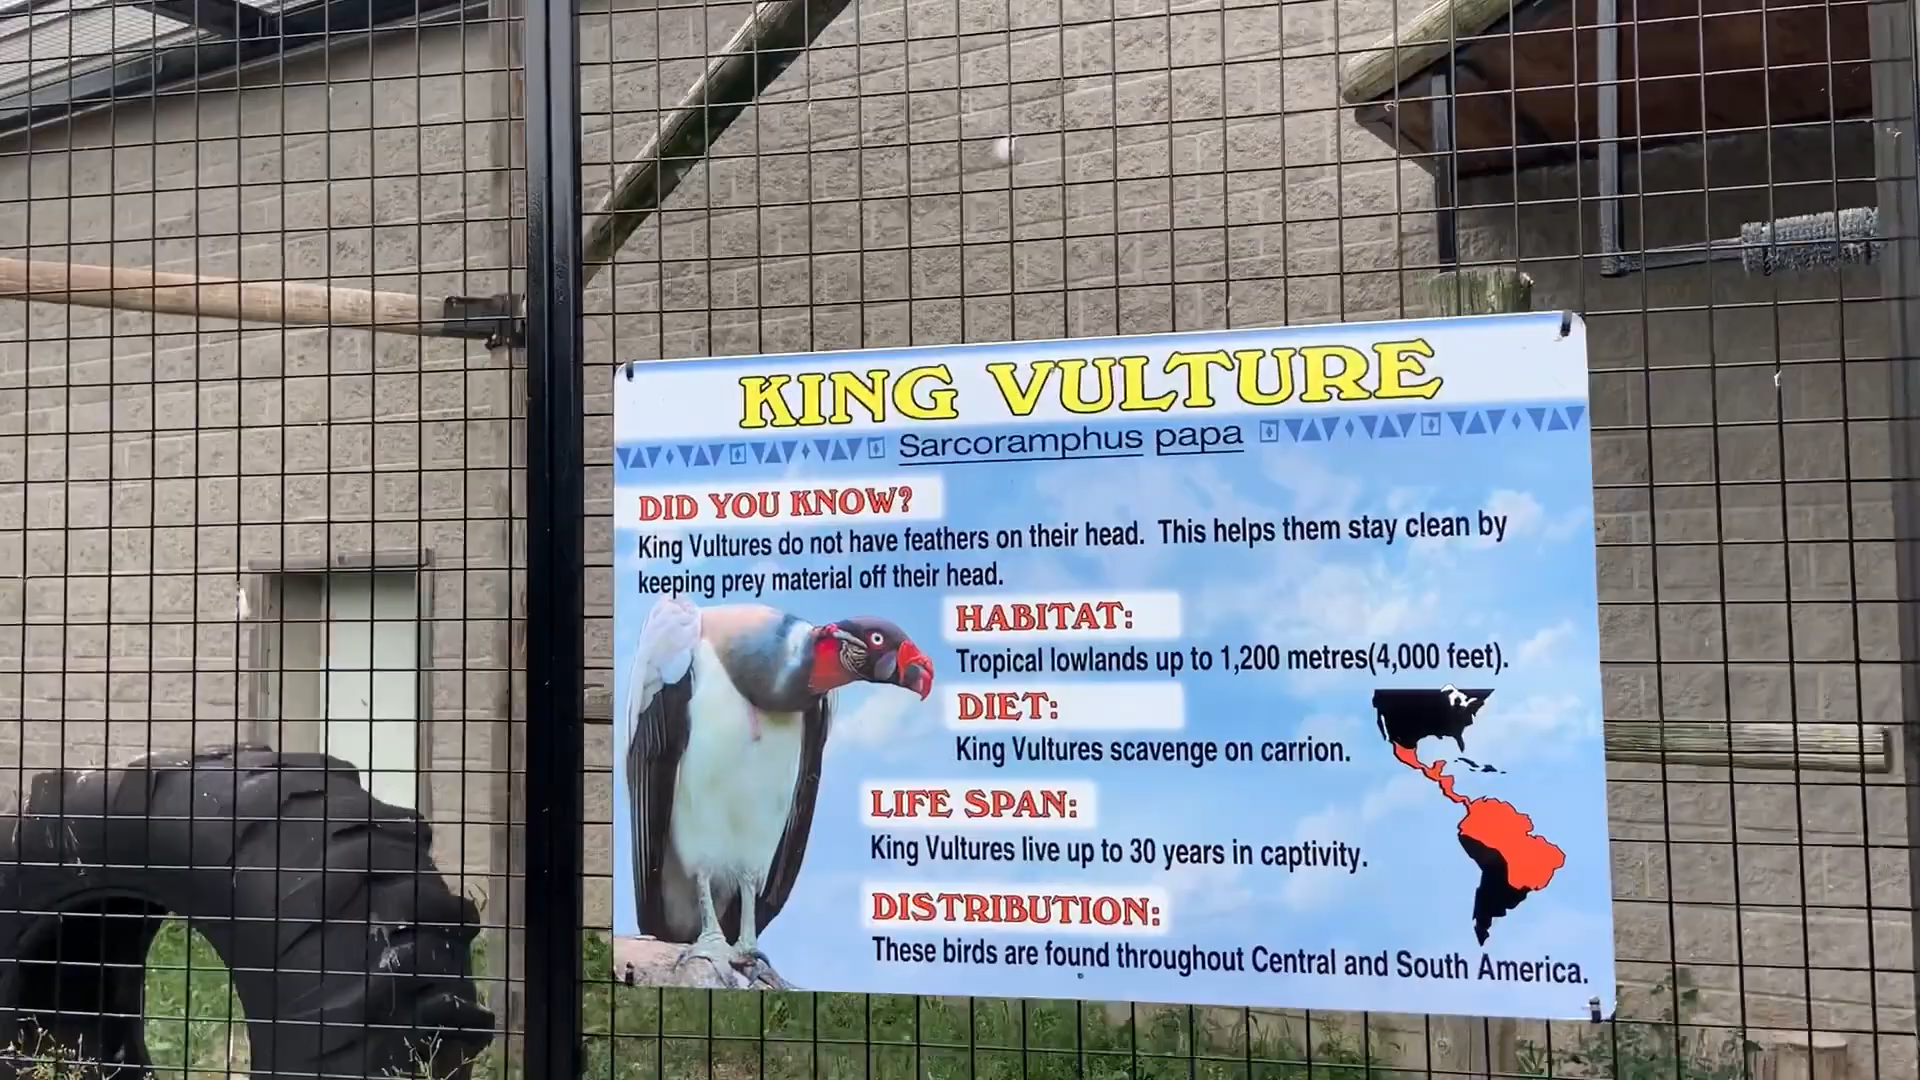 KING VULTURE
Sarcoramphus papa
DID YOU KNOW?
King Vultures do not have feathers on their head. This helps them stay clean by
keeping prey material off their head.
HABITAT:
Tropical lowlands up to 1,200 metres(4,000 feet).
DIET:
King Vultures scavenge on carrion.
LIFE SPAN:
King Vultures live up to 30 years in captivity.
DISTRIBUTION:
These birds are found throughout Central and South America.